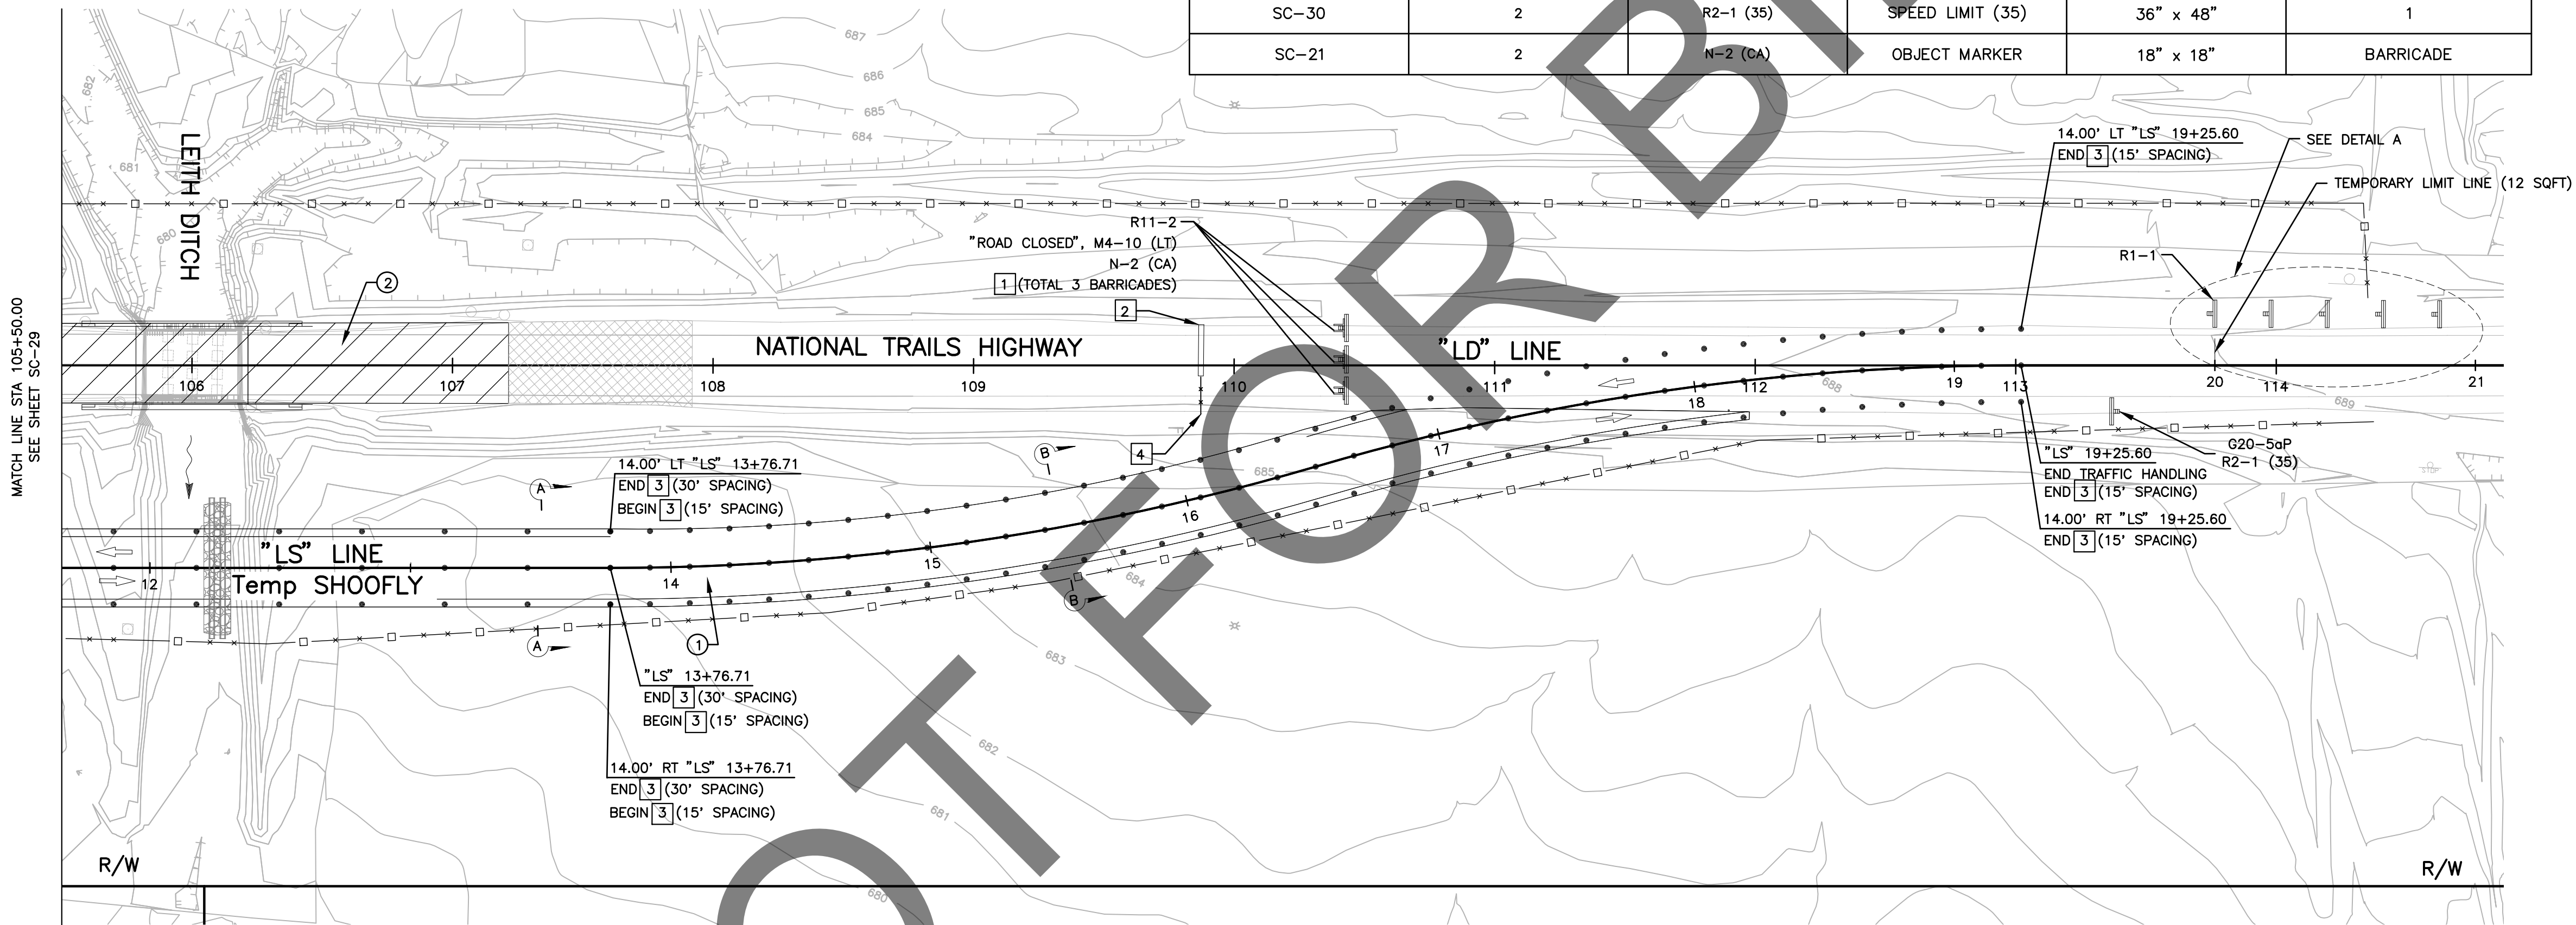 SC-30 2 R2-1 (35) SPEED LIMIT (35) 36" x 48" 1
SC-21 2 N-2 (CA) OBJECT MARKER 18" x 18" BARRICADE
687
686
685
684
682
681
680
LEITH DITCH
14.00' LT "LS" 19+25.60
END 3 (15' SPACING)
SEE DETAIL A
TEMPORARY LIMIT LINE (12 SQFT)
R1-1
R11-2
"ROAD CLOSED", M4-10 (LT)
N-2 (CA)
1 (TOTAL 3 BARRICADES)
2
2
MATCH LINE STA 105+50.00
SEE SHEET SC-29
NATIONAL TRAILS HIGHWAY
"LD" LINE
106 107 108 109 110 111 112 19 113 20 114 21
688
689
18
17
16
15
14
12
4
B
A
685
684
683
682
681
680
14.00' LT "LS" 13+76.71
END 3 (30' SPACING)
BEGIN 3 (15' SPACING)
G20-5aP
R2-1 (35)
"LS" 19+25.60
END TRAFFIC HANDLING
END 3 (15' SPACING)
14.00' RT "LS" 19+25.60
END 3 (15' SPACING)
"LS" LINE
Temp SHOOFLY
B
A
1
"LS" 13+76.71
END 3 (30' SPACING)
BEGIN 3 (15' SPACING)
14.00' RT "LS" 13+76.71
END 3 (30' SPACING)
BEGIN 3 (15' SPACING)
R/W
R/W
OT FOR BI